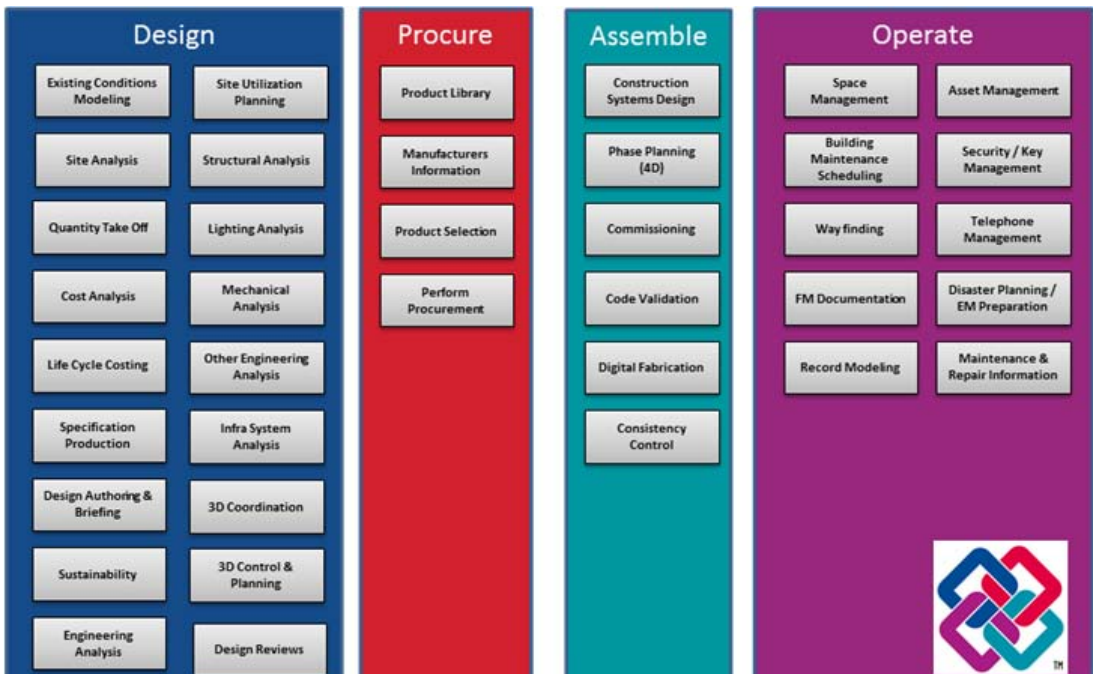 Design
Existing Conditions
Modeling
Site Utilization
Planning
Site Analysis
Structural Analysis
Quantity Take Off
Lighting Analysis
Cost Analysis
Mechanical
Analysis
Life Cycle Costing
Other Engineering
Analysis
Specification
Production
Infra System
Analysis
Design Authoring &
Briefing
3D Coordination
Sustainability
3D Control &
Planning
Engineering
Analysis
Design Reviews
Procure
Product Library
Manufacturers
Information
Product Selection
Perform
Procurement
Assemble
Construction
Systems Design
Phase Planning
(4D)
Commissioning
Code Validation
Digital Fabrication
Consistency
Control
Operate
Space
Management
Asset Management
Building
Maintenance
Scheduling
Security / Key
Management
Way finding
Telephone
Management
FM Documentation
Disaster Planning /
EM Preparation
Record Modeling
Maintenance &
Repair Information
TM